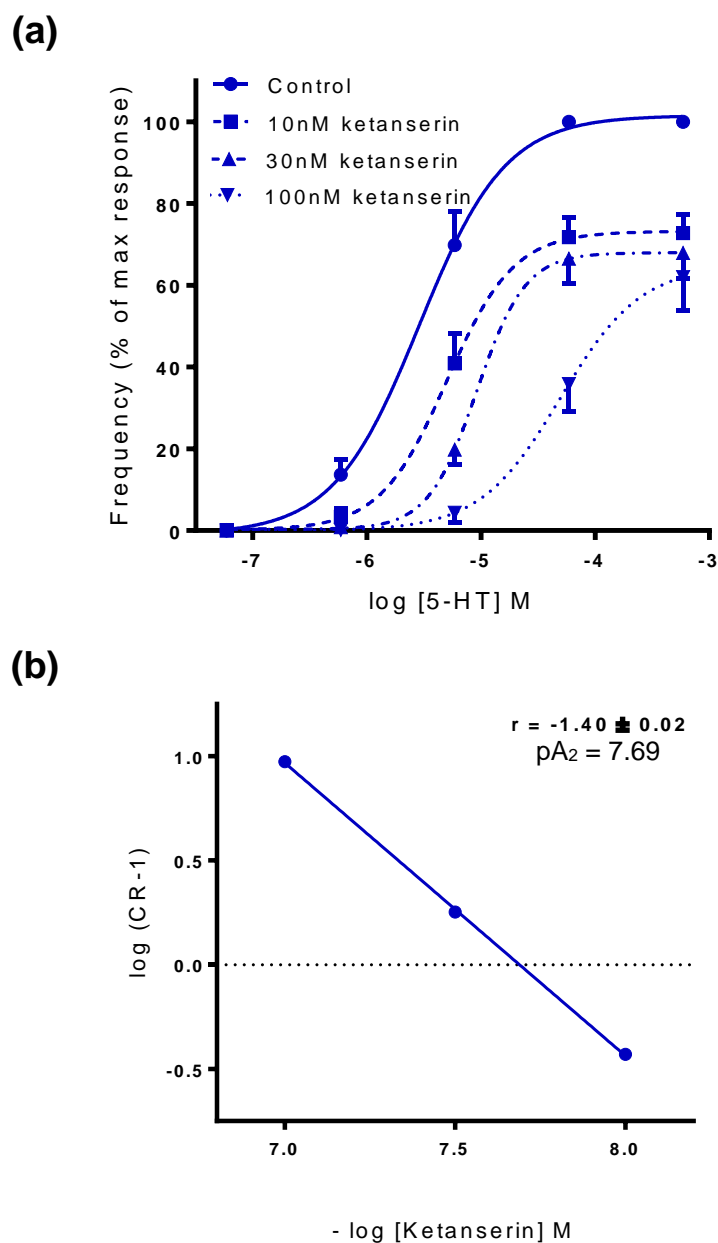 (a)
Control
10nM ketanserin
30nM ketanserin
100nM ketanserin
Frequency (% of max response)
100
80
60
40
20
0
-7 -6 -5 -4 -3
log [5-HT] M
(b)
r = -1.40 ± 0.02
pA2 = 7.69
log (CR-1)
1.0
0.5
0.0
-0.5
7.0 7.5 8.0
- log [Ketanserin] M